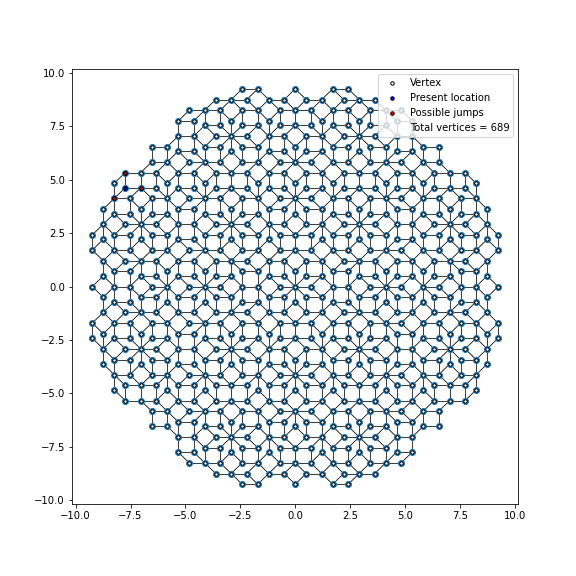 10.0
7.5
5.0
2.5
0.0
−2.5
−5.0
−7.5
−10.0
−10.0 −7.5 −5.0 −2.5 0.0 2.5 5.0 7.5 10.0
Vertex
Present location
Possible jumps
Total vertices = 689